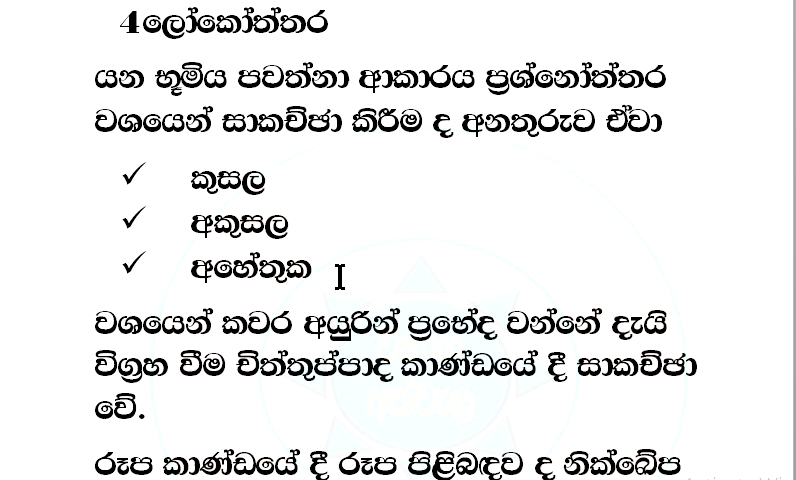 4ලෝකෝත්තර
යන භූමිය පවත්නා ආකාරය ප්‍රශ්නෝත්තර
වශයෙන් සාකච්ඡා කිරීම ද අනතුරුව ඒවා
✓ කුසල
✓ අකුසල
✓ අහේතුක
වශයෙන් කවර අයුරින් ප්‍රභේද වන්නේ දැයි
විග්‍රහ වීම චිත්තුප්පාද කාණ්ඩයේ දී සාකච්ඡා
වේ.
රූප කාණ්ඩයේ දී රූප පිළිබඳව ද නික්ඛේප